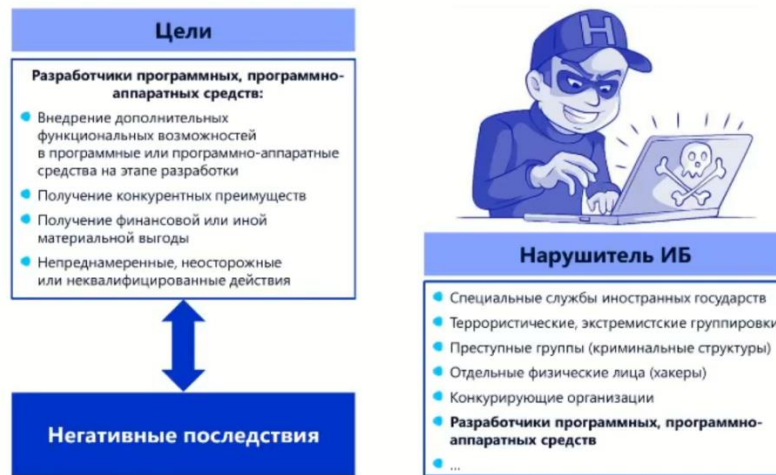 Цели
Разработчики программных, программно-
аппаратных средств:
Внедрение дополнительных
функциональных возможностей
в программные или программно-аппаратные
средства на этапе разработки
Получение конкурентных преимуществ
Получение финансовой или иной
материальной выгоды
Непреднамеренные, неосторожные
или неквалифицированные действия
Негативные последствия
H
Нарушитель ИБ
Специальные службы иностранных государств
Террористические, экстремистские группировки
Преступные группы (криминальные структуры)
Отдельные физические лица (хакеры)
Конкурирующие организации
Разработчики программных, программно-
аппаратных средств
...